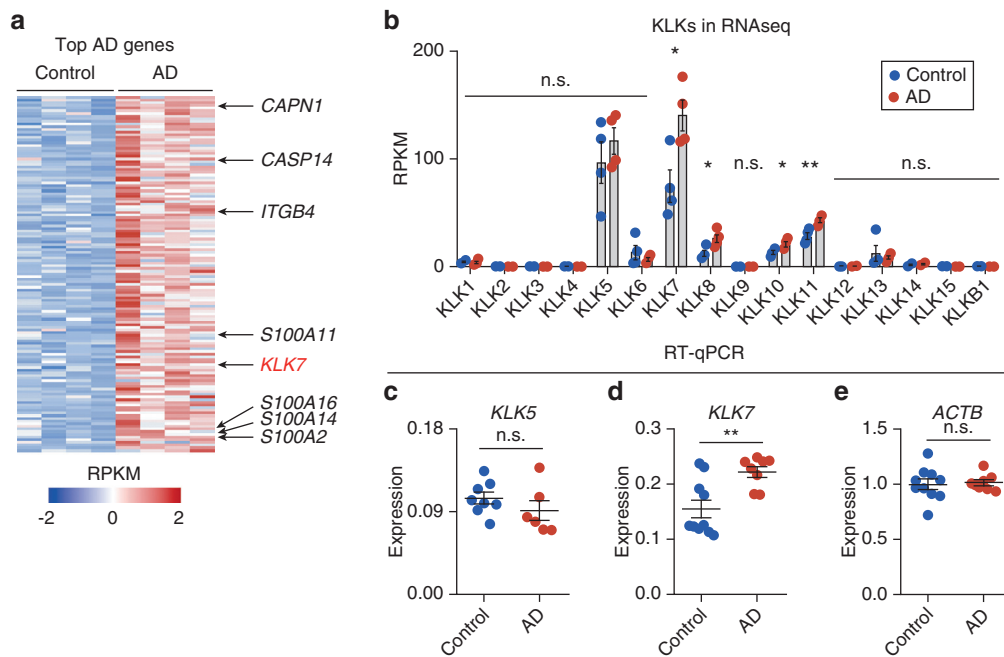 a
Top AD genes
Control AD
CAPN1
CASP14
ITGB4
S100A11
KLK7
S100A16
S100A14
S100A2
RPKM
-2 0 2
b
KLKs in RNAseq
200
100
0
RPKM
n.s.
*
*
n.s.
*
**
n.s.
Control
AD
KLK1
KLK2
KLK3
KLK4
KLK5
KLK6
KLK7
KLK8
KLK9
KLK10
KLK11
KLK12
KLK13
KLK14
KLK15
KLKB1
RT-qPCR
c
KLK5
n.s.
0.18
0.09
0.00
Expression
Control
AD
d
KLK7
**
0.3
0.2
0.1
0.0
Expression
Control
AD
e
ACTB
n.s.
1.5
1.0
0.5
0.0
Expression
Control
AD